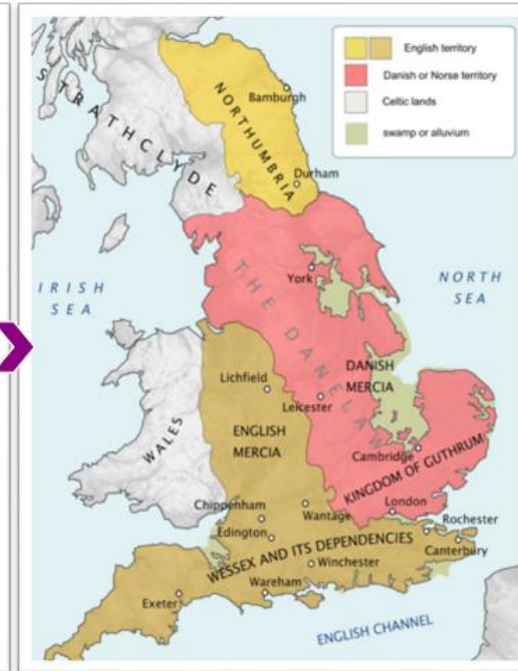 English territory
Danish or Norse territory
Celtic lands
swamp or alluvium
STRATHCLYDE
NORTHUMBRIA
Bamburgh
Durham
IRISH
SEA
NORTH
SEA
York
THE DANELAW
DANISH
MERCIA
Lichfield
Leicester
ENGLISH
MERCIA
WALES
Cambridge
KINGDOM OF GUTHRUM
London
Chippenham
Wantage
Rochester
Edington
WESSEX AND ITS DEPENDENCIES
Canterbury
Winchester
Wareham
Exeter
ENGLISH CHANNEL